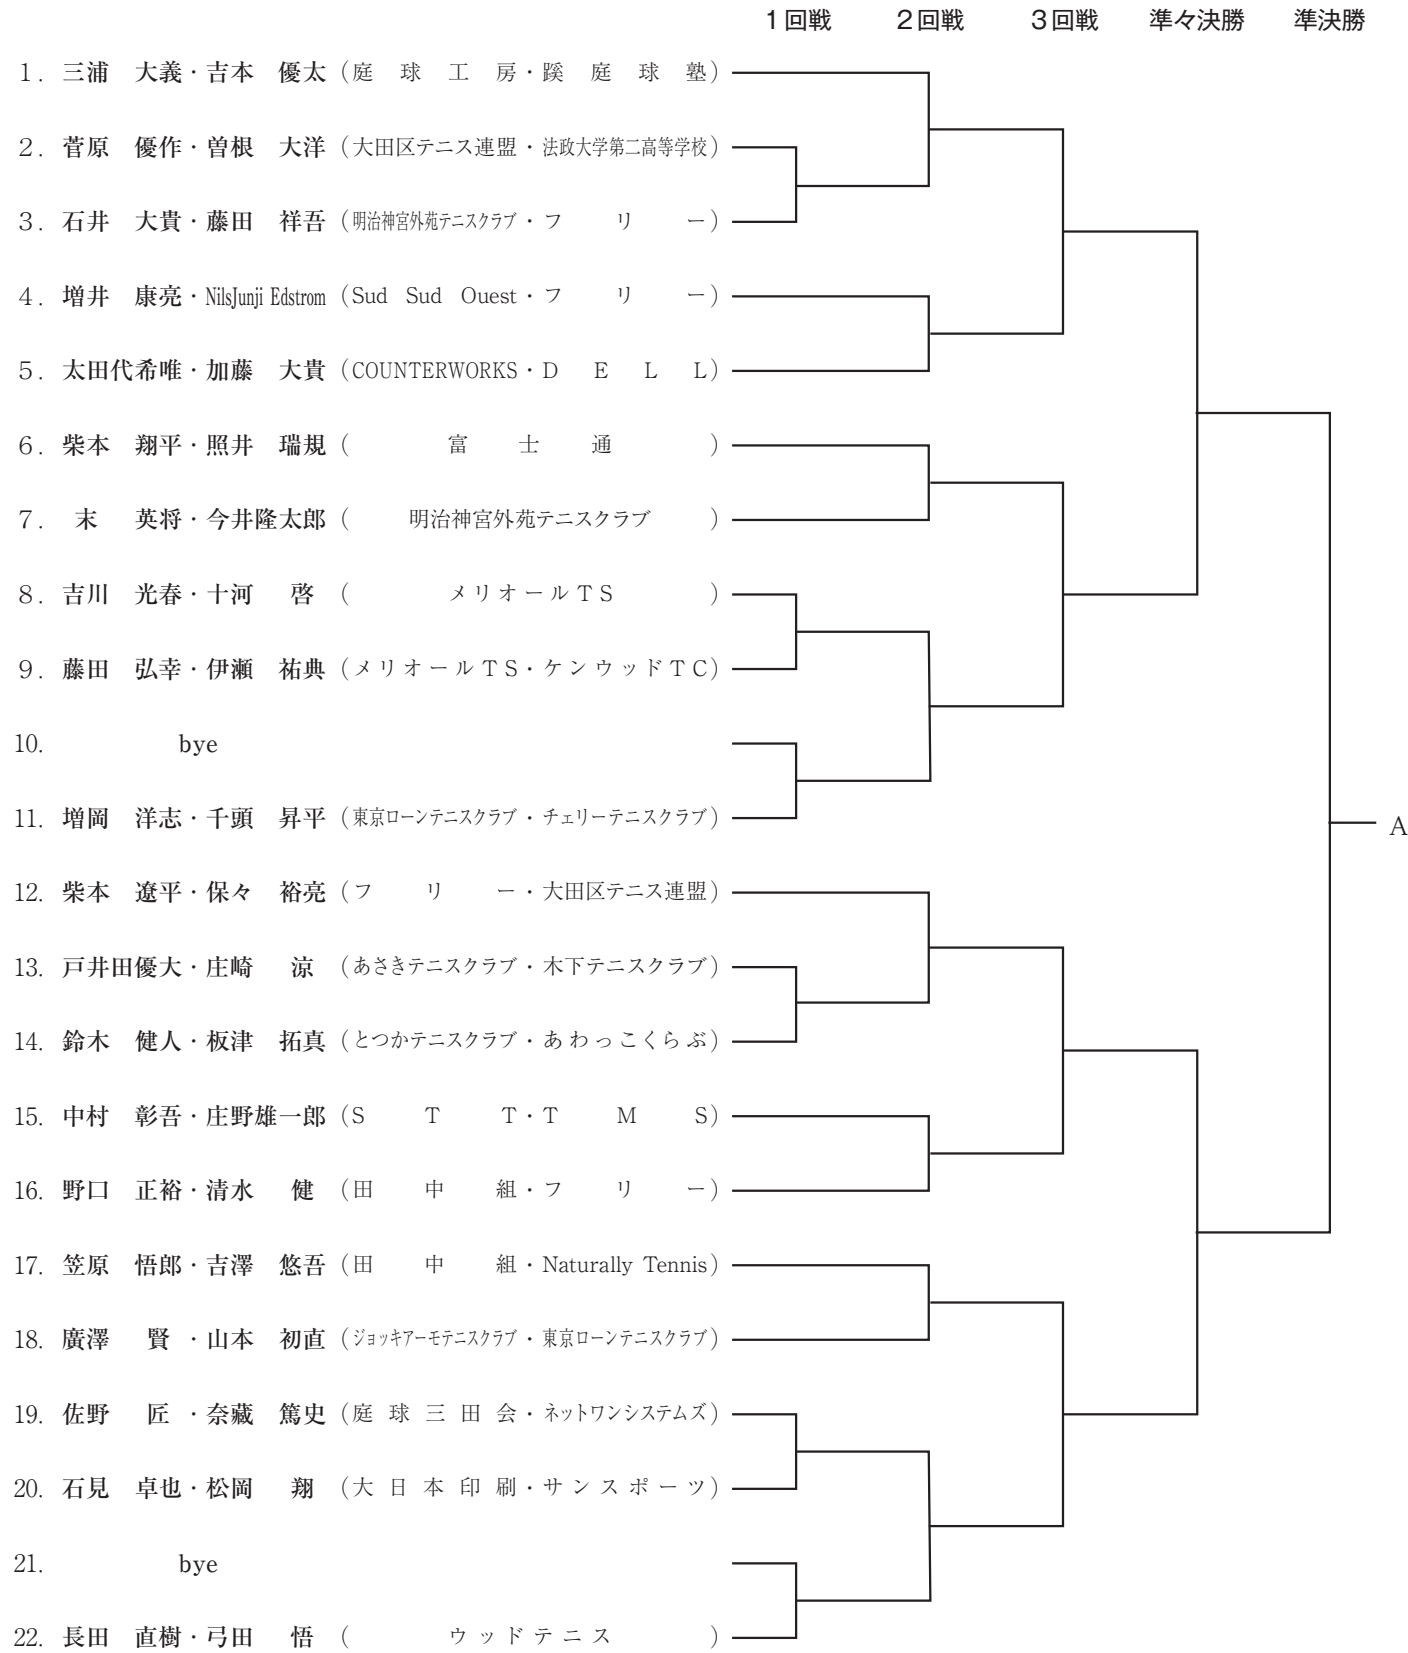 １回戦　２回戦　３回戦　準々決勝　準決勝
１. 三浦　大義・吉本　優太（庭球工房・蹊庭球塾）
２. 菅原　優作・曽根　大洋（大田区テニス連盟・法政大学第二高等学校）
３. 石井　大貴・藤田　祥吾（明治神宮外苑テニスクラブ・フリー）
４. 増井　康亮・NilsJunji Edstrom（Sud Sud Ouest・フリー）
５. 太田代希唯・加藤　大貴（COUNTERWORKS・ＤＥＬＬ）
６. 柴本　翔平・照井　瑞規（富士通）
７. 末　英将・今井隆太郎（明治神宮外苑テニスクラブ）
８. 吉川　光春・十河　啓（メリオールＴＳ）
９. 藤田　弘幸・伊瀬　祐典（メリオールＴＳ・ケンウッドＴＣ）
10. bye
11. 増岡　洋志・千頭　昇平（東京ローンテニスクラブ・チェリーテニスクラブ）
A
12. 柴本　遼平・保々　裕亮（フリー・大田区テニス連盟）
13. 戸井田優大・庄崎　涼（あさきテニスクラブ・木下テニスクラブ）
14. 鈴木　健人・板津　拓真（とつかテニスクラブ・あわっこくらぶ）
15. 中村　彰吾・庄野雄一郎（ＳＴＴ・ＴＭＳ）
16. 野口　正裕・清水　健（田中組・フリー）
17. 笠原　悟郎・吉澤　悠吾（田中組・Naturally Tennis）
18. 廣澤　賢・山本　初直（ジョッキアーモテニスクラブ・東京ローンテニスクラブ）
19. 佐野　匠・奈藏　篤史（庭球三田会・ネットワンシステムズ）
20. 石見　卓也・松岡　翔（大日本印刷・サンスポーツ）
21. bye
22. 長田　直樹・弓田　悟（ウッドテニス）